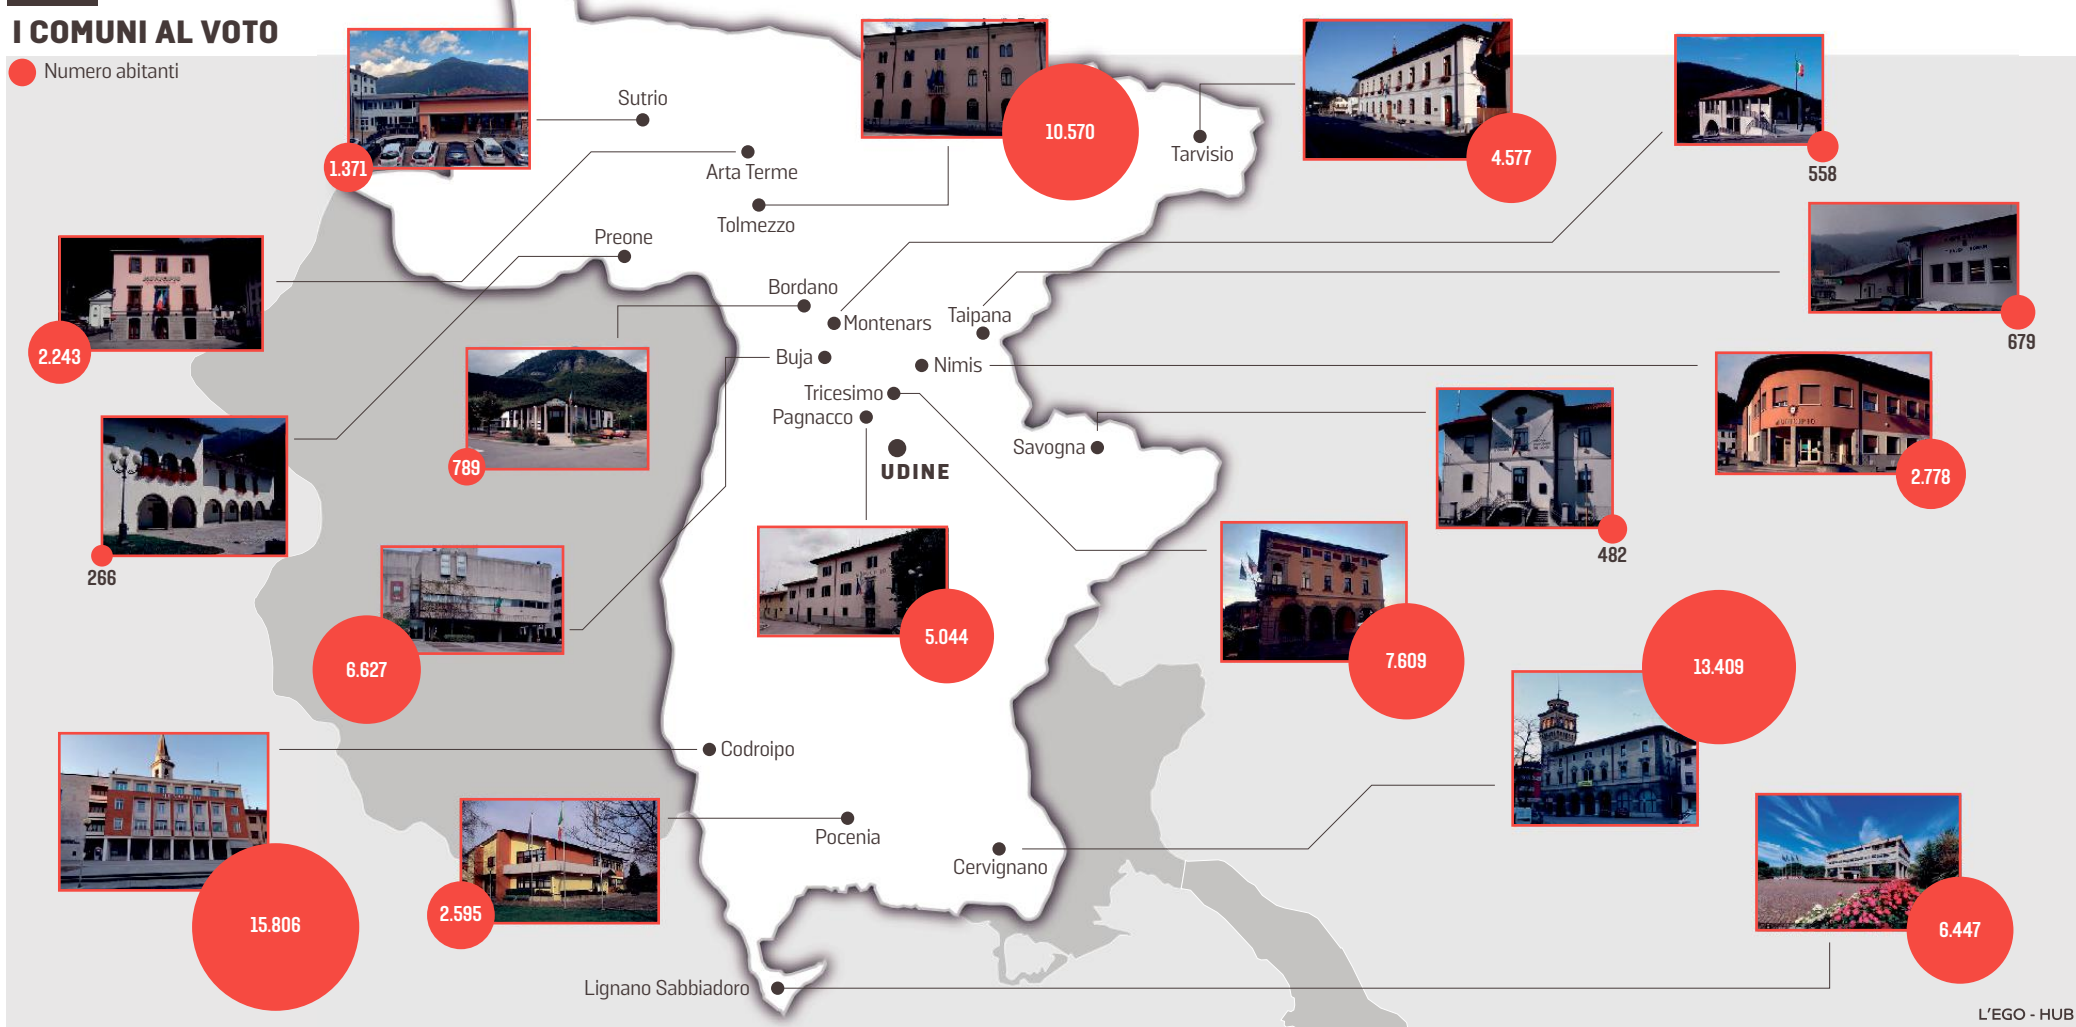 I COMUNI AL VOTO
Numero abitanti
Sutrio
1.371
Arta Terme
2.243
Tolmezzo
10.570
Tarvisio
4.577
558
Preone
266
Bordano
789
Montenars
Taipana
679
Buja
6.627
Nimis
2.778
Tricesimo
7.609
Pagnacco
5.044
UDINE
Savogna
482
13.409
Codroipo
15.806
Pocenia
2.595
Cervignano
6.447
Lignano Sabbiadoro
L'EGO - HUB